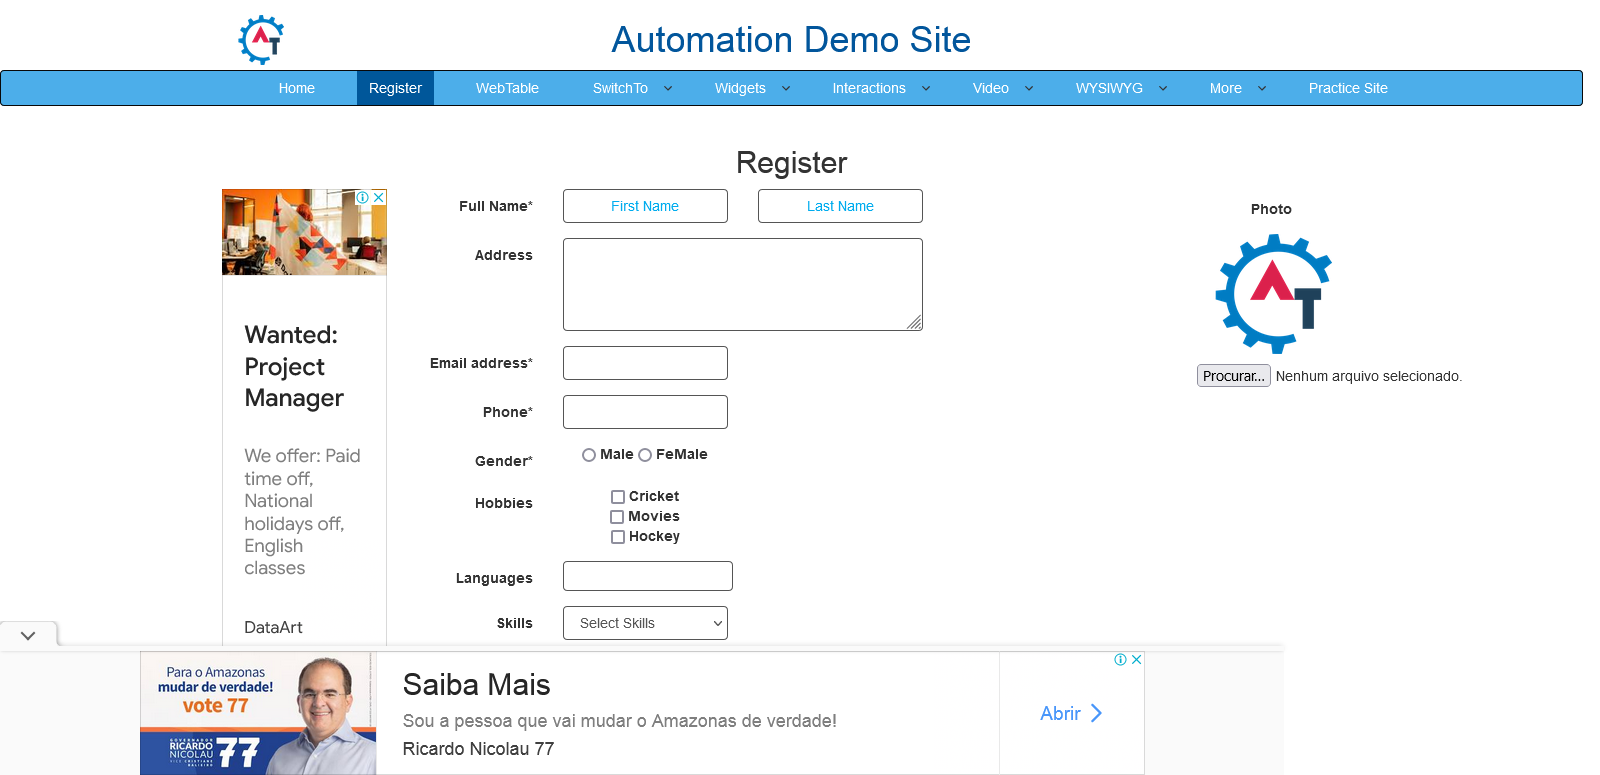 Automation Demo Site
Home Register WebTable SwitchTo Widgets Interactions Video WYSIWYG More Practice Site
Register
Full Name* First Name Last Name
Address
Email address*
Phone*
Gender* Male FeMale
Hobbies Cricket
Movies
Hockey
Languages
Skills Select Skills
Photo
AT
Procurar... Nenhum arquivo selecionado.
Wanted:
Project
Manager
We offer: Paid
time off,
National
holidays off,
English
classes
DataArt
Para o Amazonas
mudar de verdade!
vote 77
GOVERNADOR
RICARDO
NICOLAU 77
Saiba Mais
Sou a pessoa que vai mudar o Amazonas de verdade!
Ricardo Nicolau 77
Abrir